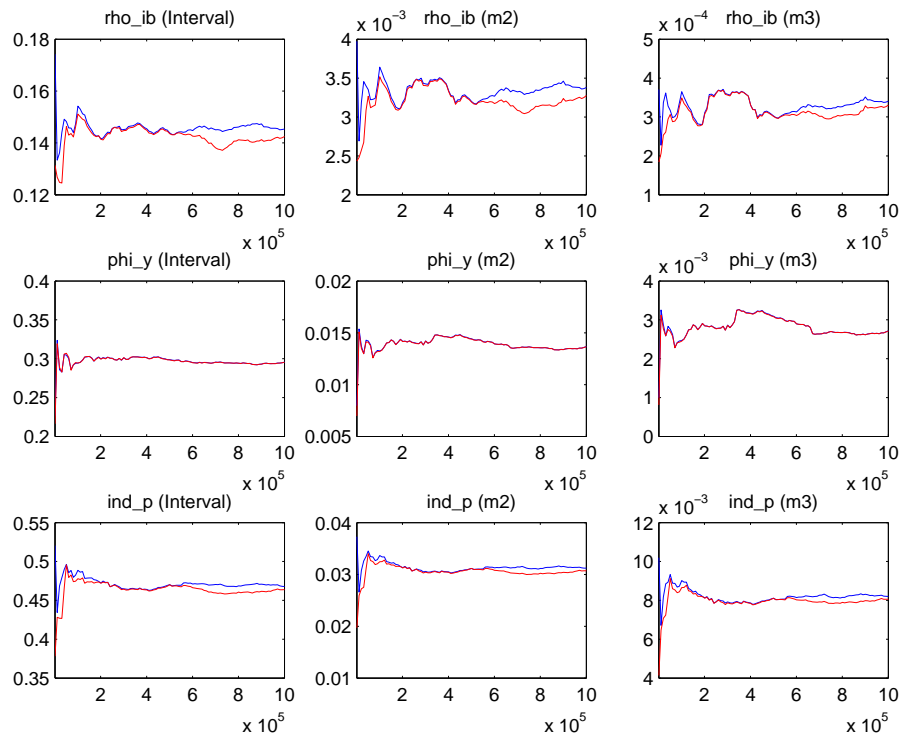 rho_ib (Interval)
0.18
0.16
0.14
0.12
2 4 6 8 10
x 10^5
rho_ib (m2)
x 10^-3
4
3.5
3
2.5
2
2 4 6 8 10
x 10^5
rho_ib (m3)
x 10^-4
5
4
3
2
1
2 4 6 8 10
x 10^5
phi_y (Interval)
0.4
0.35
0.3
0.25
0.2
2 4 6 8 10
x 10^5
phi_y (m2)
0.02
0.015
0.01
0.005
2 4 6 8 10
x 10^5
phi_y (m3)
x 10^-3
4
3
2
1
0
2 4 6 8 10
x 10^5
ind_p (Interval)
0.55
0.5
0.45
0.4
0.35
2 4 6 8 10
x 10^5
ind_p (m2)
0.04
0.03
0.02
0.01
2 4 6 8 10
x 10^5
ind_p (m3)
x 10^-3
12
10
8
6
4
2 4 6 8 10
x 10^5